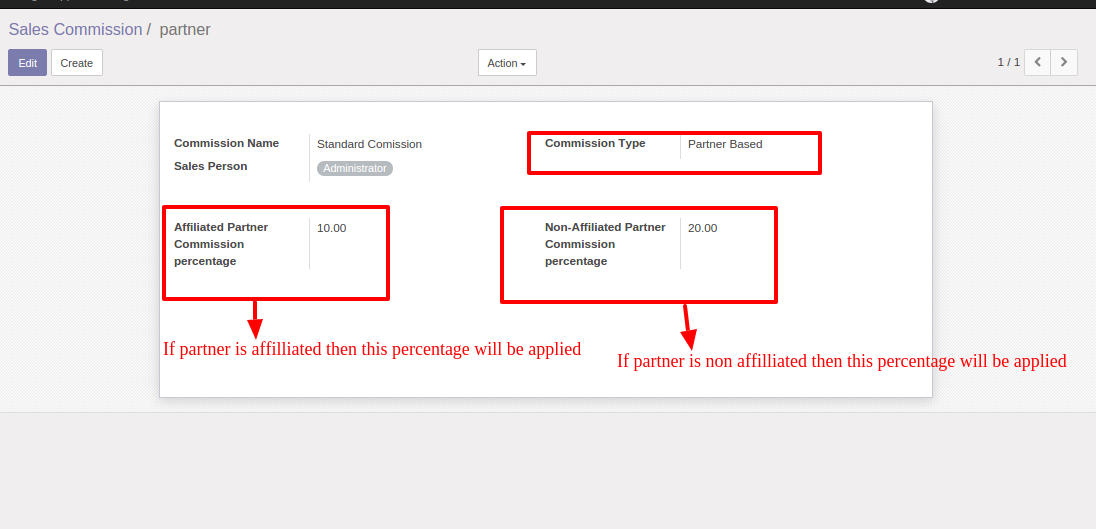 Sales Commission / partner
Edit
Create
Action
1 / 1
Commission Name
Standard Comission
Commission Type
Partner Based
Sales Person
Administrator
Affiliated Partner
Commission
percentage
10.00
Non-Affiliated Partner
Commission
percentage
20.00
If partner is affilliated then this percentage will be applied
If partner is non affilliated then this percentage will be applied